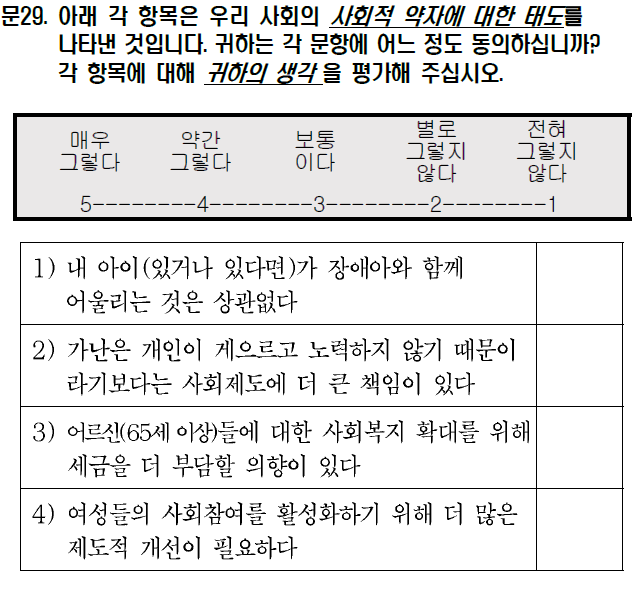 문29. 아래 각 항목은 우리 사회의 사회적 약자에 대한 태도를
나타낸 것입니다. 귀하는 각 문항에 어느 정도 동의하십니까?
각 항목에 대해 귀하의 생각 을 평가해 주십시오.
매우 약간 보통 별로 전혀
그렇다 그렇다 이다 그렇지 그렇지
않다 않다
5--------4--------3--------2--------1
1) 내 아이(있거나 있다면)가 장애아와 함께
어울리는 것은 상관없다
2) 가난은 개인이 게으르고 노력하지 않기 때문이
라기보다는 사회제도에 더 큰 책임이 있다
3) 어르신(65세 이상)들에 대한 사회복지 확대를 위해
세금을 더 부담할 의향이 있다
4) 여성들의 사회참여를 활성화하기 위해 더 많은
제도적 개선이 필요하다